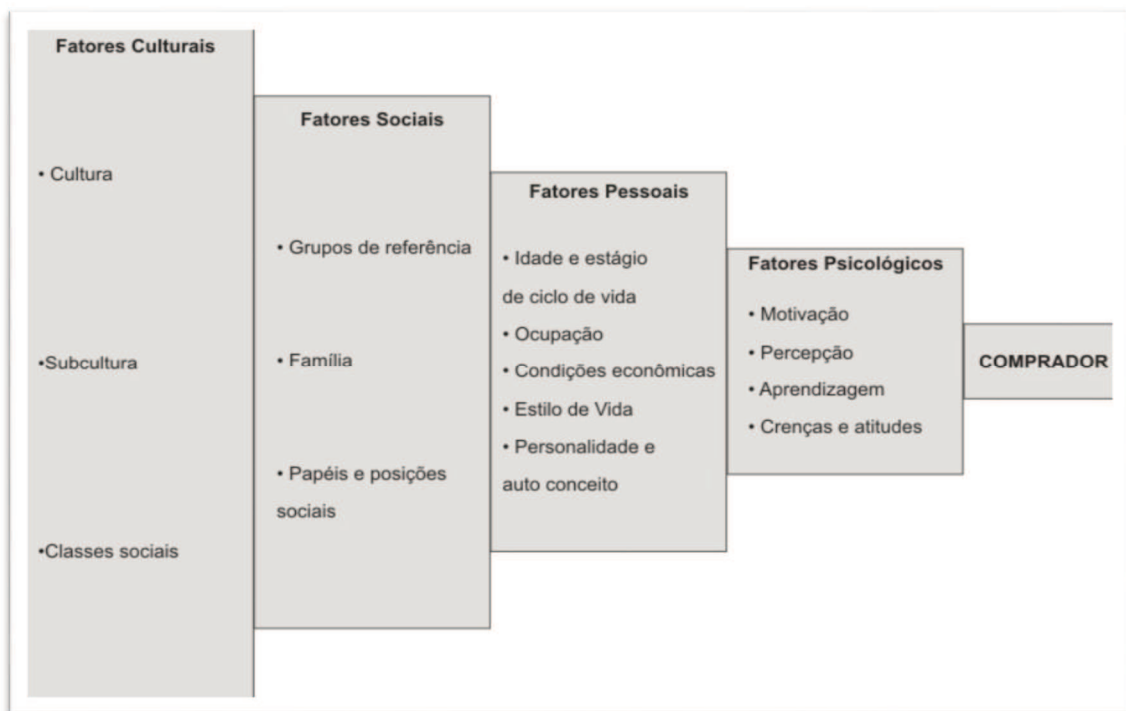 Fatores Culturais
• Cultura
•Subcultura
•Classes sociais
Fatores Sociais
• Grupos de referência
• Família
• Papéis e posições
sociais
Fatores Pessoais
• Idade e estágio
de ciclo de vida
• Ocupação
• Condições econômicas
• Estilo de Vida
• Personalidade e
auto conceito
Fatores Psicológicos
• Motivação
• Percepção
• Aprendizagem
• Crenças e atitudes
COMPRADOR